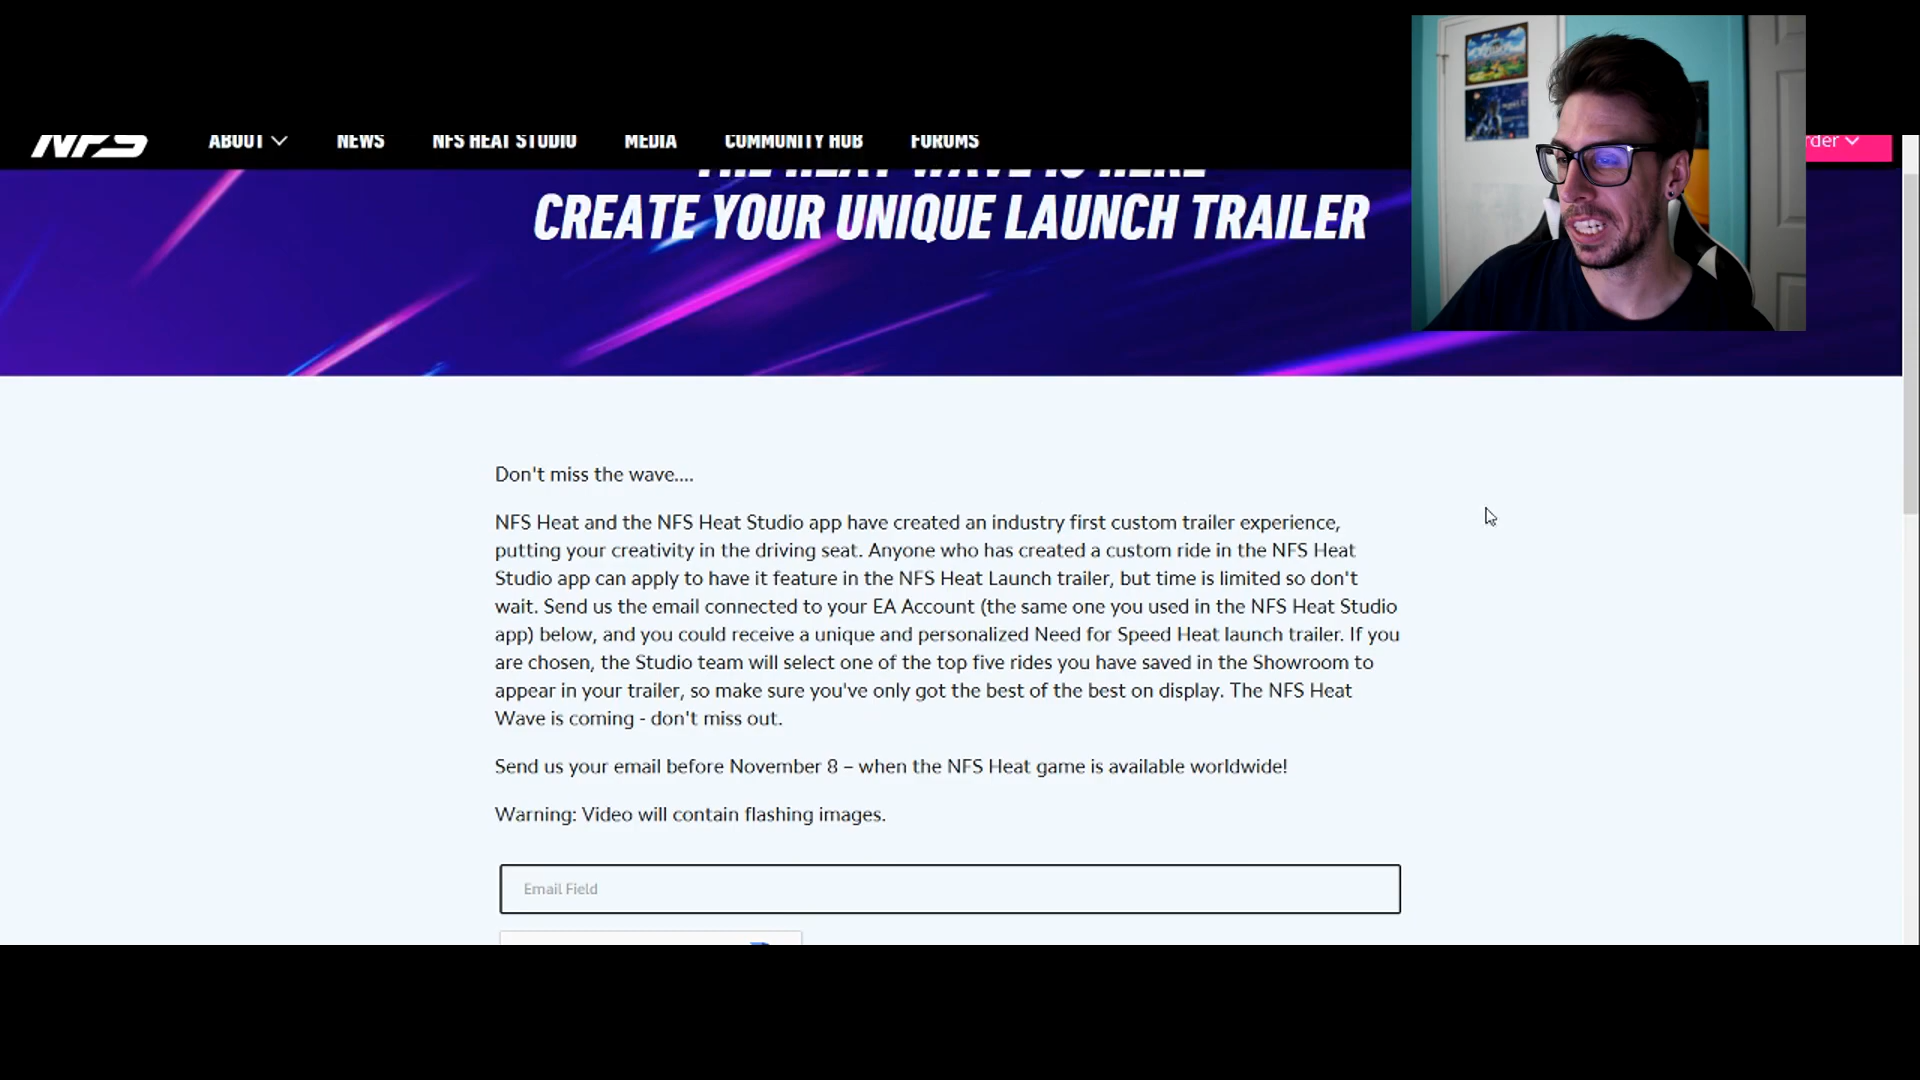 NFS
ABOUT NEWS NFS HEAT STUDIO MEDIA COMMUNITY HUB FORUMS
THE HEAT WAVE IS HERE
CREATE YOUR UNIQUE LAUNCH TRAILER
Don't miss the wave....
NFS Heat and the NFS Heat Studio app have created an industry first custom trailer experience,
putting your creativity in the driving seat. Anyone who has created a custom ride in the NFS Heat
Studio app can apply to have it feature in the NFS Heat Launch trailer, but time is limited so don't
wait. Send us the email connected to your EA Account (the same one you used in the NFS Heat Studio
app) below, and you could receive a unique and personalized Need for Speed Heat launch trailer. If you
are chosen, the Studio team will select one of the top five rides you have saved in the Showroom to
appear in your trailer, so make sure you've only got the best of the best on display. The NFS Heat
Wave is coming - don't miss out.
Send us your email before November 8 – when the NFS Heat game is available worldwide!
Warning: Video will contain flashing images.
Email Field